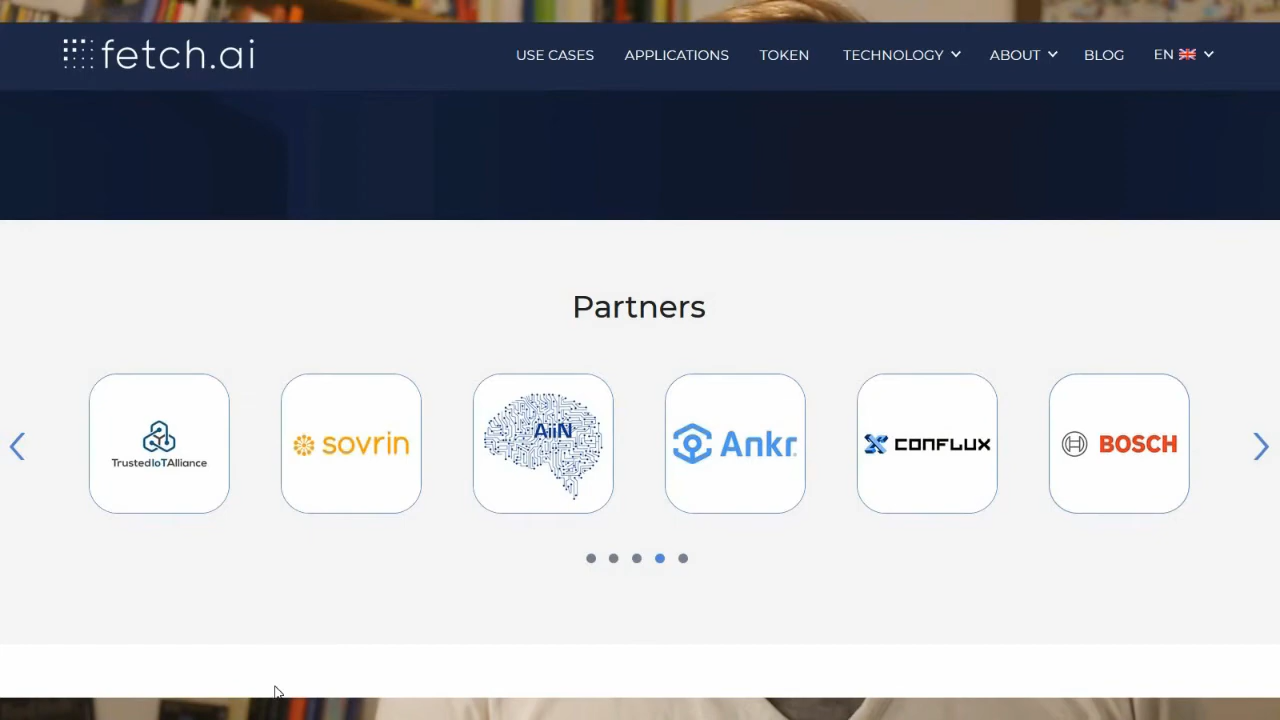 fetch.ai
USE CASES APPLICATIONS TOKEN TECHNOLOGY ABOUT BLOG EN
Partners
TrustedIoTAlliance
sovrin
AiiN
Ankr.
CONFLUX
BOSCH